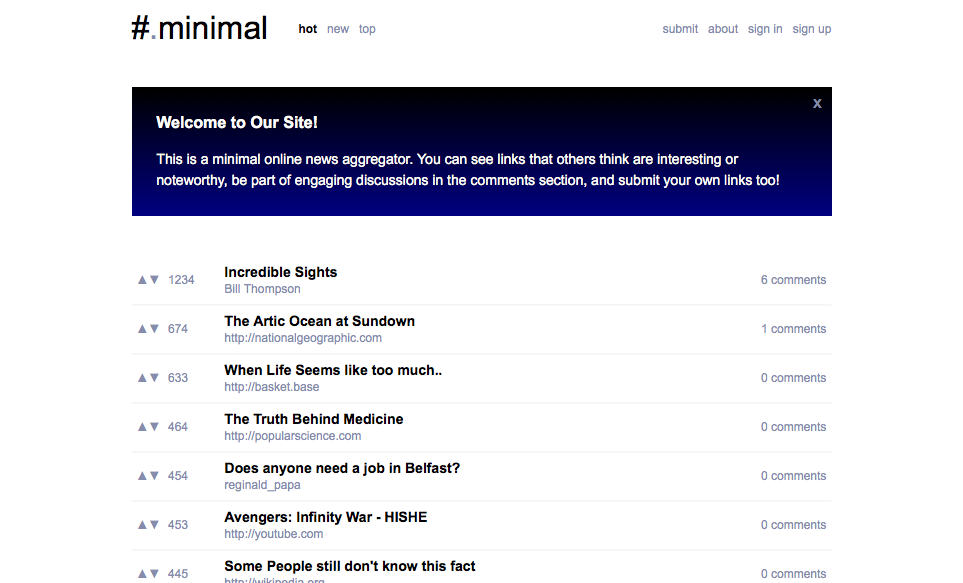 #.minimal hot new top submit about sign in sign up
x
Welcome to Our Site!
This is a minimal online news aggregator. You can see links that others think are interesting or
noteworthy, be part of engaging discussions in the comments section, and submit your own links too!
▲▼ 1234 Incredible Sights 6 comments
Bill Thompson
▲▼ 674 The Artic Ocean at Sundown 1 comments
http://nationalgeographic.com
▲▼ 633 When Life Seems like too much.. 0 comments
http://basket.base
▲▼ 464 The Truth Behind Medicine 0 comments
http://popularscience.com
▲▼ 454 Does anyone need a job in Belfast? 0 comments
reginald_papa
▲▼ 453 Avengers: Infinity War - HISHE 0 comments
http://youtube.com
▲▼ 445 Some People still don't know this fact 0 comments
http://wikipedia.org